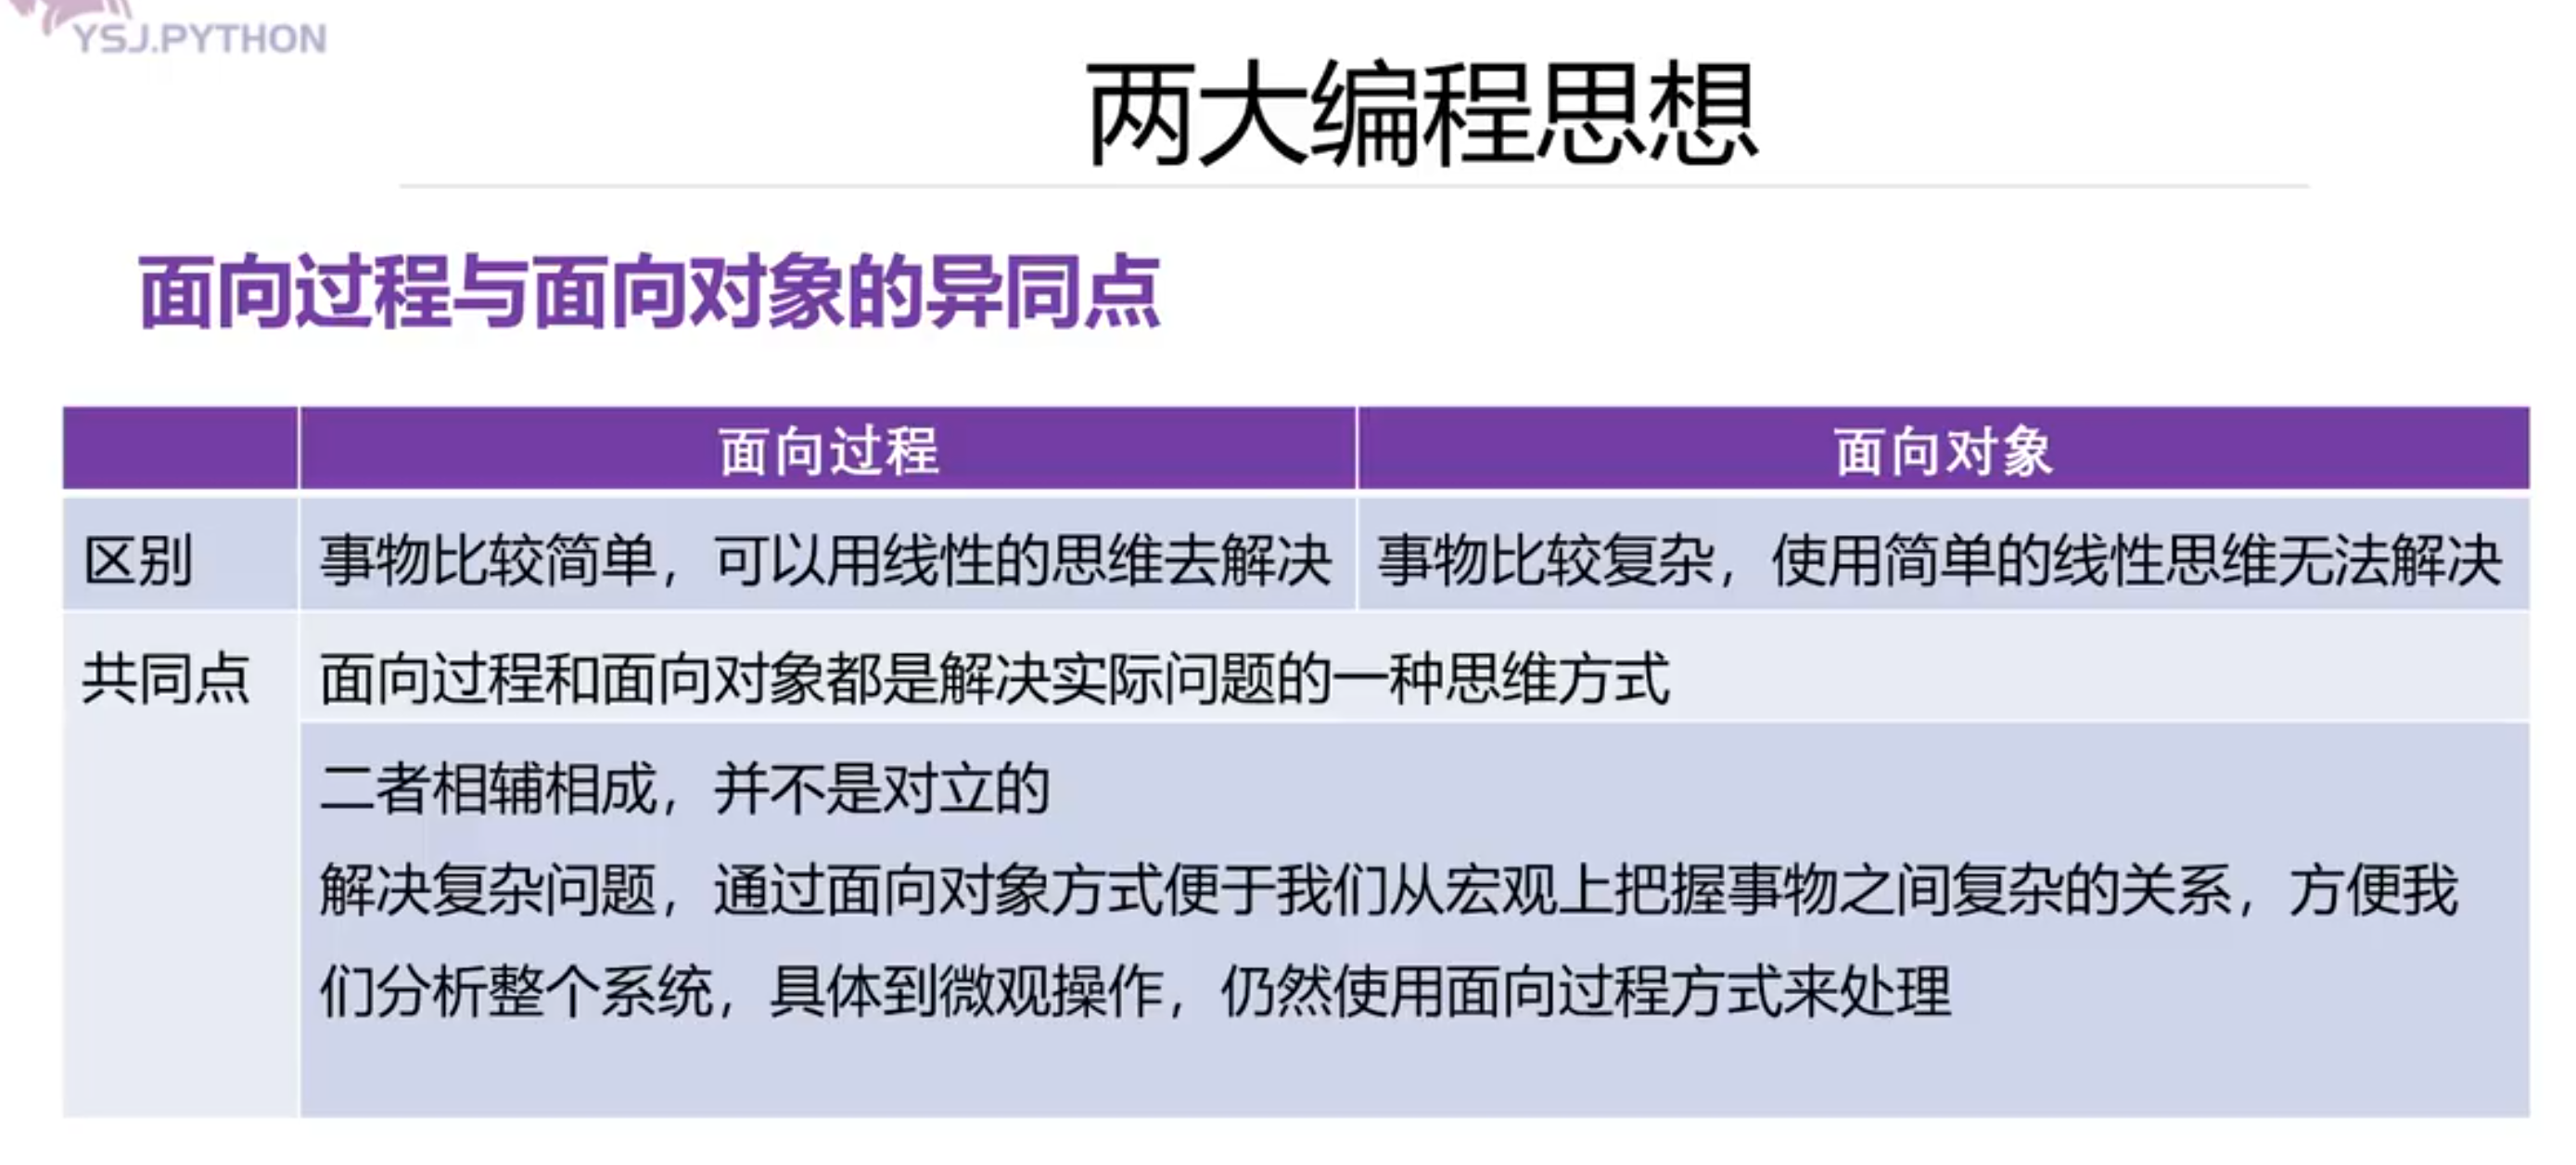 YSJ.PYTHON
两大编程思想
面向过程与面向对象的异同点
面向过程
面向对象
区别
事物比较简单，可以用线性的思维去解决
事物比较复杂，使用简单的线性思维无法解决
共同点
面向过程和面向对象都是解决实际问题的一种思维方式
二者相辅相成，并不是对立的
解决复杂问题，通过面向对象方式便于我们从宏观上把握事物之间复杂的关系，方便我
们分析整个系统，具体到微观操作，仍然使用面向过程方式来处理